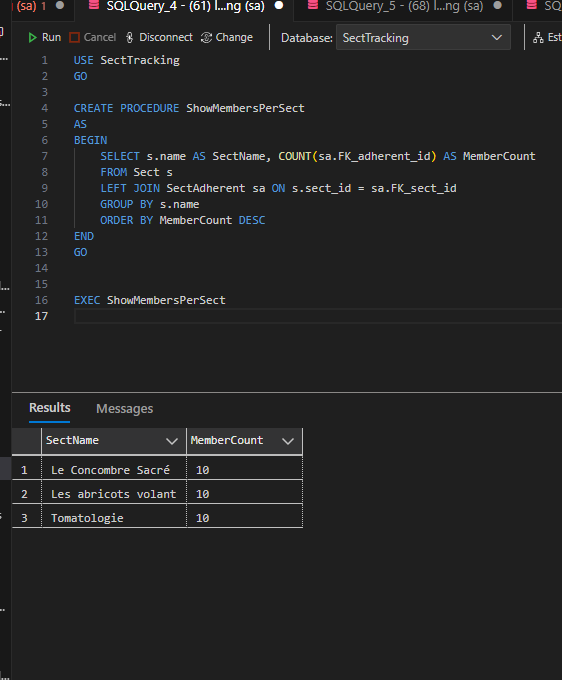 (sa) 1
SQLQuery_4 - (61) l...ng (sa)
SQLQuery_5 - (68) l...ng (sa)
Run
Cancel
Disconnect
Change
Database:
SectTracking
Est
1 USE SectTracking
2 GO
3
4 CREATE PROCEDURE ShowMembersPerSect
5 AS
6 BEGIN
7 SELECT s.name AS SectName, COUNT(sa.FK_adherent_id) AS MemberCount
8 FROM Sect s
9 LEFT JOIN SectAdherent sa ON s.sect_id = sa.FK_sect_id
10 GROUP BY s.name
11 ORDER BY MemberCount DESC
12 END
13 GO
14
15
16 EXEC ShowMembersPerSect
17
Results Messages
SectName MemberCount
1 Le Concombre Sacré 10
2 Les abricots volant 10
3 Tomatologie 10